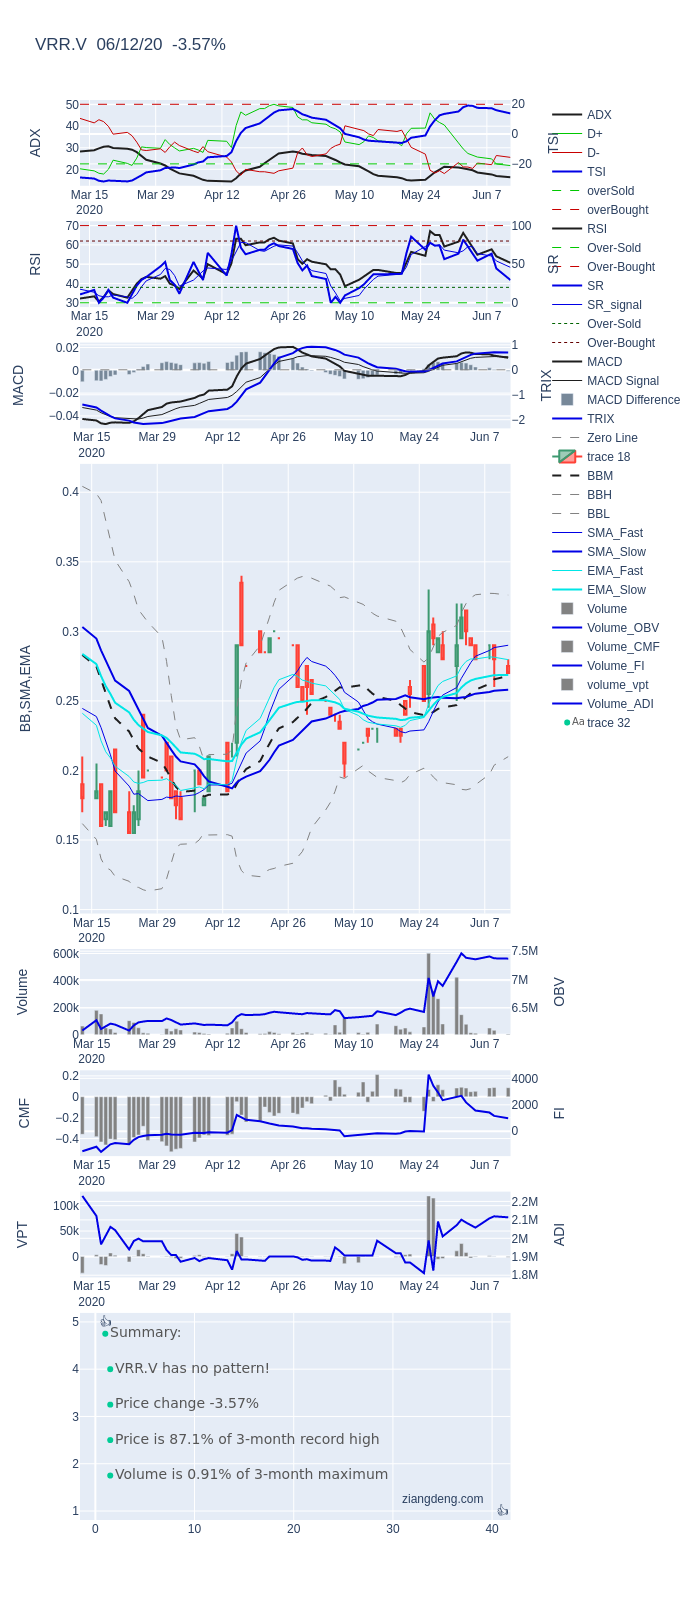 VRR.V 06/12/20 -3.57%
50
40
30
20
ADX
20
0
−20
TSI
Mar 15 Mar 29 Apr 12 Apr 26 May 10 May 24 Jun 7
2020
70
60
50
40
30
RSI
100
50
0
SR
Mar 15 Mar 29 Apr 12 Apr 26 May 10 May 24 Jun 7
2020
0.02
0
−0.02
−0.04
MACD
1
0
−1
−2
TRIX
Mar 15 Mar 29 Apr 12 Apr 26 May 10 May 24 Jun 7
2020
0.4
0.35
0.3
0.25
0.2
0.15
0.1
BB,SMA,EMA
Mar 15 Mar 29 Apr 12 Apr 26 May 10 May 24 Jun 7
2020
600k
400k
200k
0
Volume
7.5M
7M
6.5M
OBV
Mar 15 Mar 29 Apr 12 Apr 26 May 10 May 24 Jun 7
2020
0.2
0
−0.2
−0.4
CMF
4000
2000
0
FI
Mar 15 Mar 29 Apr 12 Apr 26 May 10 May 24 Jun 7
2020
100k
50k
0
VPT
2.2M
2.1M
2M
1.9M
1.8M
ADI
Mar 15 Mar 29 Apr 12 Apr 26 May 10 May 24 Jun 7
2020
5
4
3
2
1
👍
Summary:
VRR.V has no pattern!
Price change -3.57%
Price is 87.1% of 3-month record high
Volume is 0.91% of 3-month maximum
ziangdeng.com
👍
0 10 20 30 40
ADX
D+
D-
TSI
overSold
overBought
RSI
Over-Sold
Over-Bought
SR
SR_signal
Over-Sold
Over-Bought
MACD
MACD Signal
MACD Difference
TRIX
Zero Line
trace 18
BBM
BBH
BBL
SMA_Fast
SMA_Slow
EMA_Fast
EMA_Slow
Volume
Volume_OBV
Volume_CMF
Volume_FI
volume_vpt
Volume_ADI
Aa trace 32